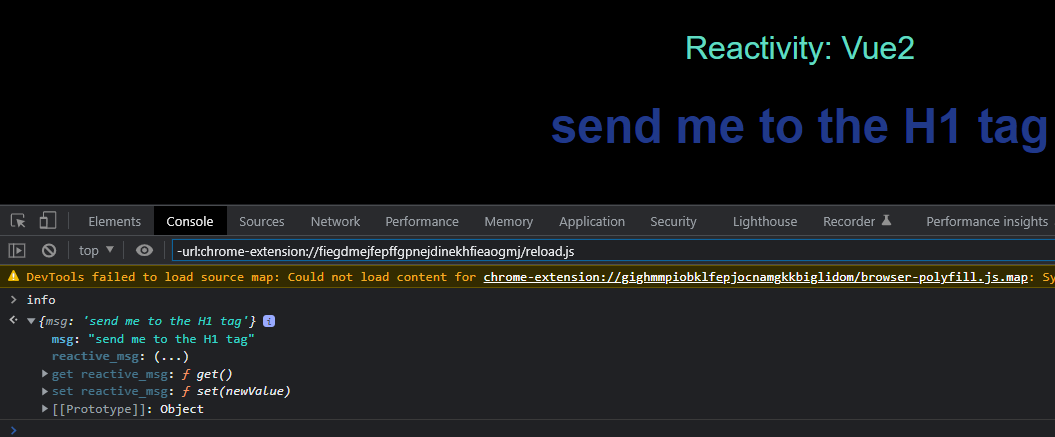 Reactivity: Vue2
send me to the H1 tag
Elements Console Sources Network Performance Memory Application Security Lighthouse Recorder Performance insights
top ▼ -url:chrome-extension://fiegdmejfepffgpnejdinekhfieaogmj/reload.js
DevTools failed to load source map: Could not load content for chrome-extension://gighmmpiobklfepjocnamgkkbiglidom/browser-polyfill.js.map: Sy
> info
▼{msg: 'send me to the H1 tag'} i
msg: "send me to the H1 tag"
reactive_msg: (...)
▶get reactive_msg: ƒ get()
▶set reactive_msg: ƒ set(newValue)
▶[[Prototype]]: Object
>